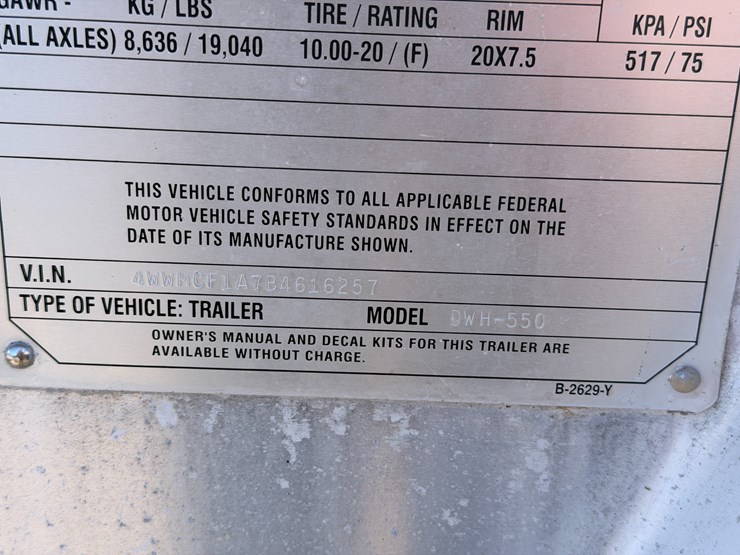 GAWR - KG / LBS TIRE / RATING RIM KPA / PSI
(ALL AXLES) 8,636 / 19,040 10.00-20 / (F) 20X7.5 517 / 75
THIS VEHICLE CONFORMS TO ALL APPLICABLE FEDERAL
MOTOR VEHICLE SAFETY STANDARDS IN EFFECT ON THE
DATE OF ITS MANUFACTURE SHOWN.
V.I.N. 4WWMCF1A7B4616257
TYPE OF VEHICLE: TRAILER MODEL DWH-550
OWNER'S MANUAL AND DECAL KITS FOR THIS TRAILER ARE
AVAILABLE WITHOUT CHARGE.
B-2629-Y